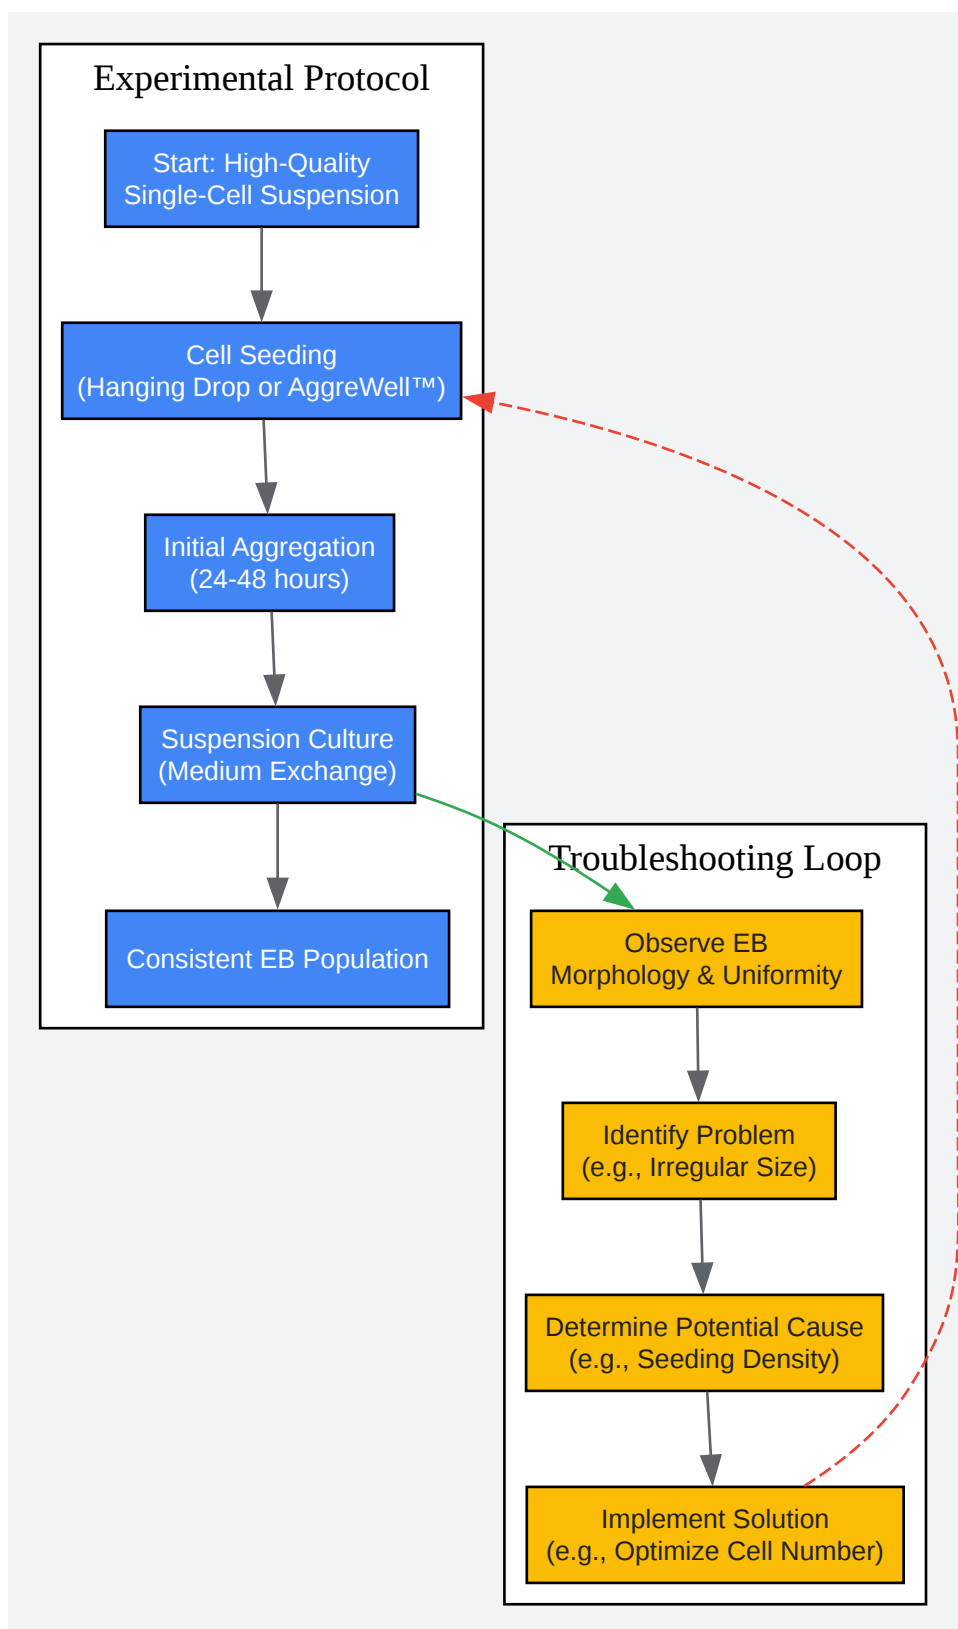 Experimental Protocol
Start: High-Quality
Single-Cell Suspension
Cell Seeding
(Hanging Drop or AggreWell™)
Initial Aggregation
(24-48 hours)
Suspension Culture
(Medium Exchange)
Consistent EB Population
Troubleshooting Loop
Observe EB
Morphology & Uniformity
Identify Problem
(e.g., Irregular Size)
Determine Potential Cause
(e.g., Seeding Density)
Implement Solution
(e.g., Optimize Cell Number)